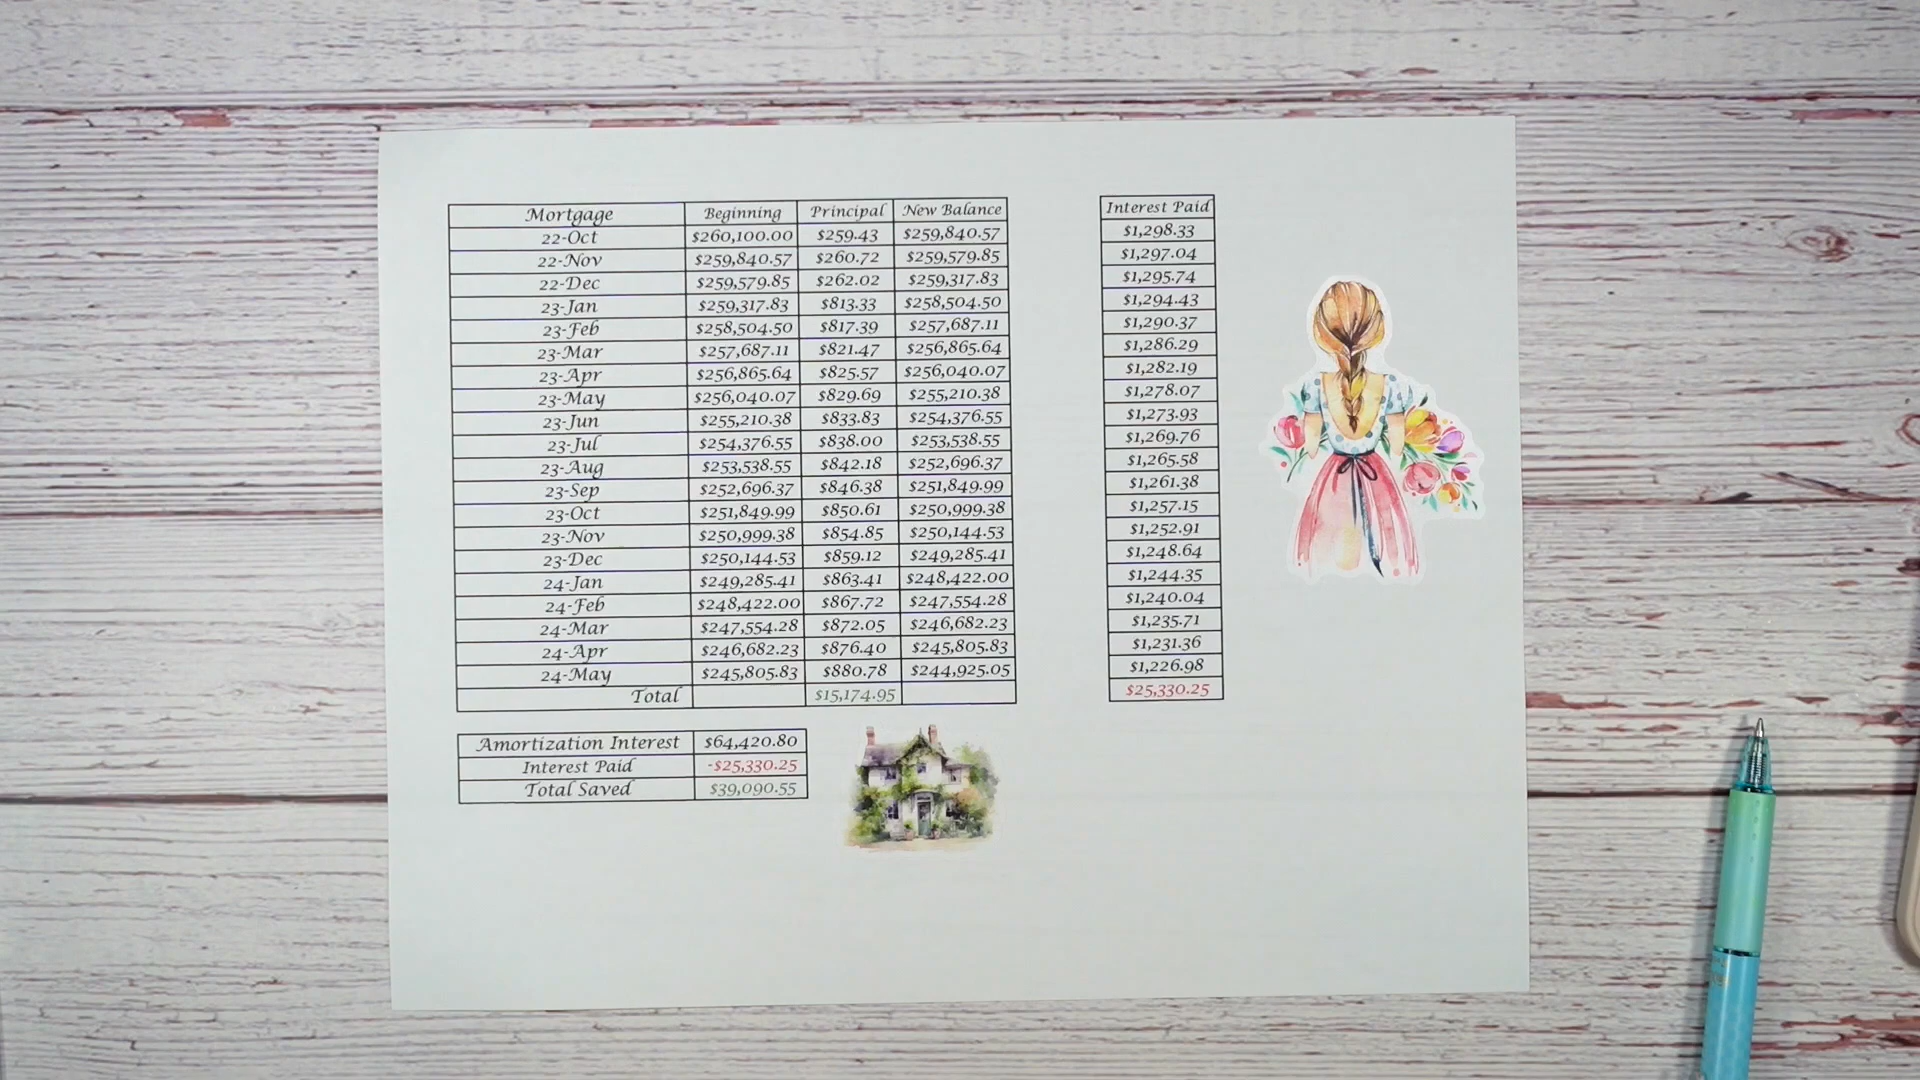 Mortgage Beginning Principal New Balance Interest Paid
22-Oct $260,100.00 $259.43 $259,840.57 $1,298.33
22-Nov $259,840.57 $260.72 $259,579.85 $1,297.04
22-Dec $259,579.85 $262.02 $259,317.83 $1,295.74
23-Jan $259,317.83 $813.33 $258,504.50 $1,294.43
23-Feb $258,504.50 $817.39 $257,687.11 $1,290.37
23-Mar $257,687.11 $821.47 $256,865.64 $1,286.29
23-Apr $256,865.64 $825.57 $256,040.07 $1,282.19
23-May $256,040.07 $829.69 $255,210.38 $1,278.07
23-Jun $255,210.38 $833.83 $254,376.55 $1,273.93
23-Jul $254,376.55 $838.00 $253,538.55 $1,269.76
23-Aug $253,538.55 $842.18 $252,696.37 $1,265.58
23-Sep $252,696.37 $846.38 $251,849.99 $1,261.38
23-Oct $251,849.99 $850.61 $250,999.38 $1,257.15
23-Nov $250,999.38 $854.85 $250,144.53 $1,252.91
23-Dec $250,144.53 $859.12 $249,285.41 $1,248.64
24-Jan $249,285.41 $863.41 $248,422.00 $1,244.35
24-Feb $248,422.00 $867.72 $247,554.28 $1,240.04
24-Mar $247,554.28 $872.05 $246,682.23 $1,235.71
24-Apr $246,682.23 $876.40 $245,805.83 $1,231.36
24-May $245,805.83 $880.78 $244,925.05 $1,226.98
Total $15,174.95 $25,330.25
Amortization Interest $64,420.80
Interest Paid -$25,330.25
Total Saved $39,090.55